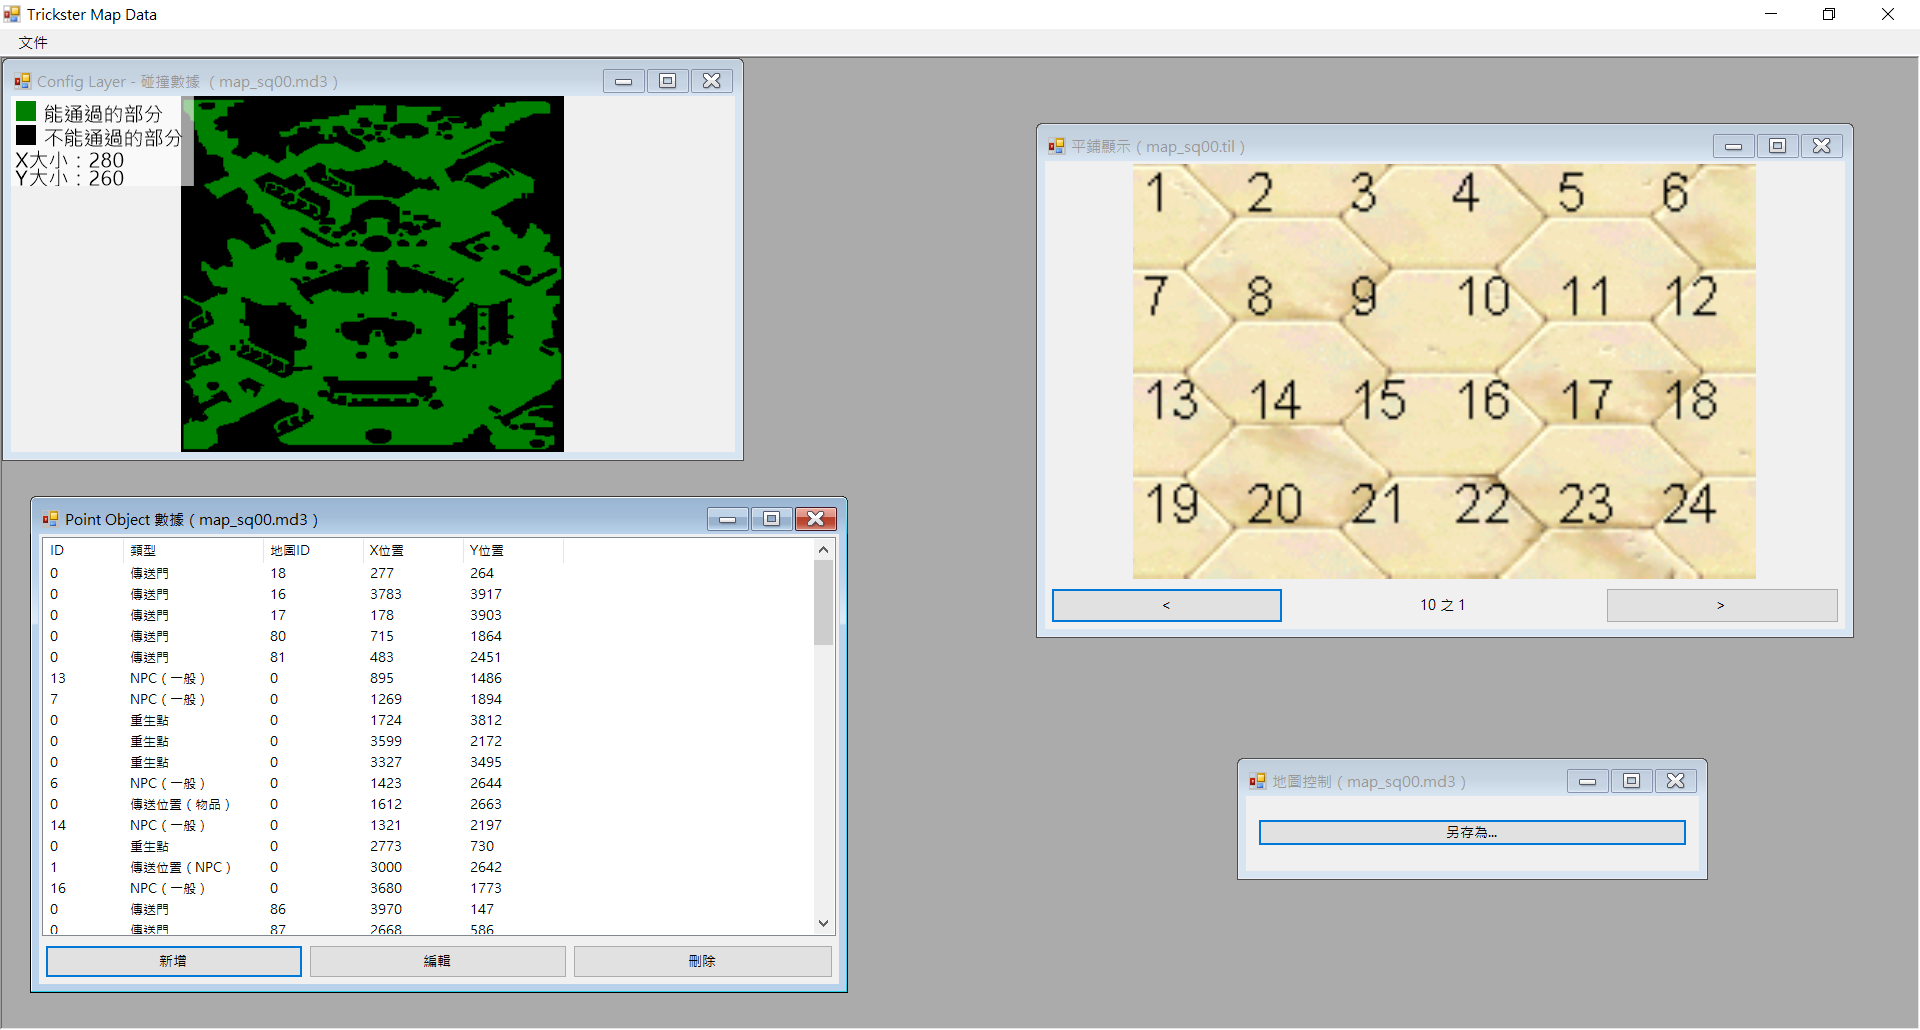 Trickster Map Data
文件
Config Layer - 碰撞數據 ( map_sq00.md3 )
能通過的部分
不能通過的部分
X大小 : 280
Y大小 : 260
平鋪顯示 ( map_sq00.til )
1 2 3 4 5 6
7 8 9 10 11 12
13 14 15 16 17 18
19 20 21 22 23 24
< 10 之 1 >
Point Object 數據 ( map_sq00.md3 )
ID 類型 地圖ID X位置 Y位置
0 傳送門 18 277 264
0 傳送門 16 3783 3917
0 傳送門 17 178 3903
0 傳送門 80 715 1864
0 傳送門 81 483 2451
13 NPC ( 一般 ) 0 895 1486
7 NPC ( 一般 ) 0 1269 1894
0 重生點 0 1724 3812
0 重生點 0 3599 2172
0 重生點 0 3327 3495
6 NPC ( 一般 ) 0 1423 2644
0 傳送位置 ( 物品 ) 0 1612 2663
14 NPC ( 一般 ) 0 1321 2197
0 重生點 0 2773 730
1 傳送位置 ( NPC ) 0 3000 2642
16 NPC ( 一般 ) 0 3680 1773
0 傳送門 86 3970 147
0 傳送門 87 2668 586
新增 編輯 刪除
地圖控制 ( map_sq00.md3 )
另存為...